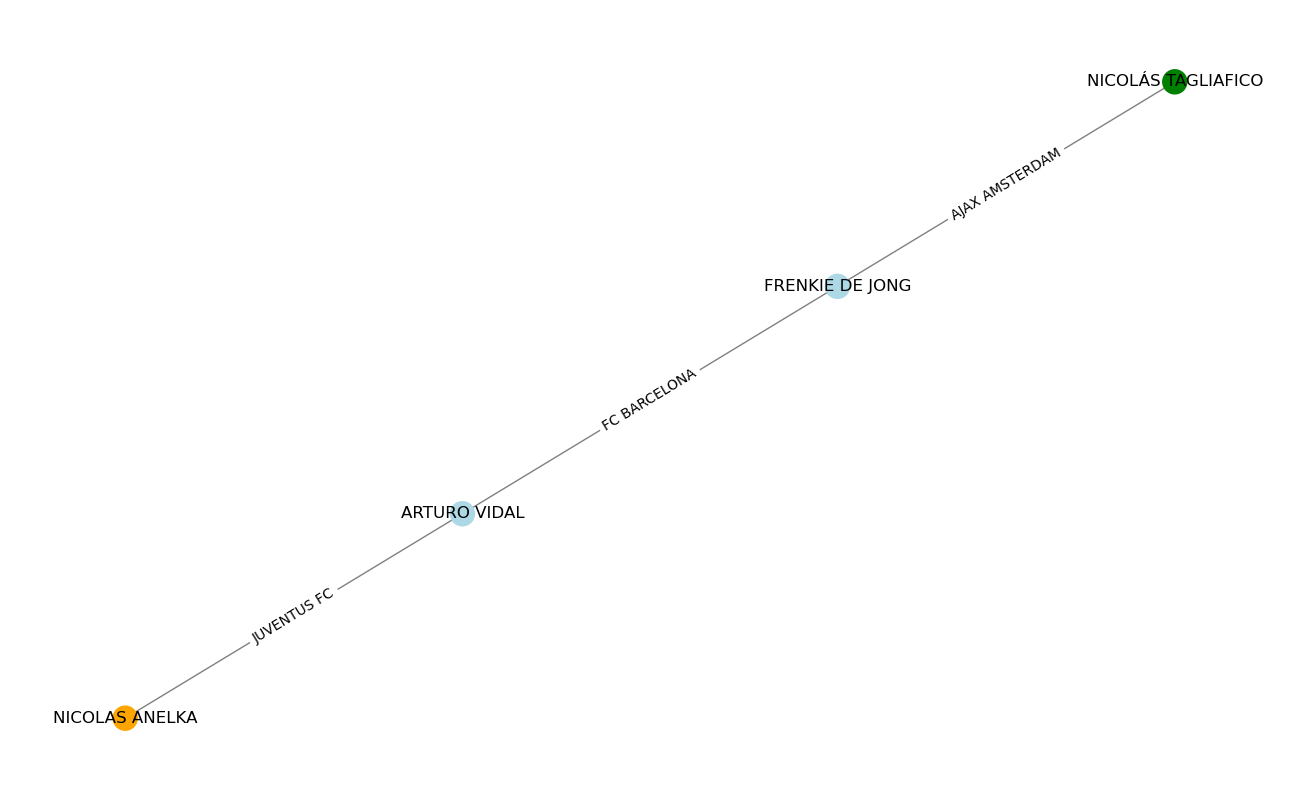 NICOLÁS TAGLIAFICO
AJAX AMSTERDAM
FRENKIE DE JONG
FC BARCELONA
ARTURO VIDAL
JUVENTUS FC
NICOLAS ANELKA